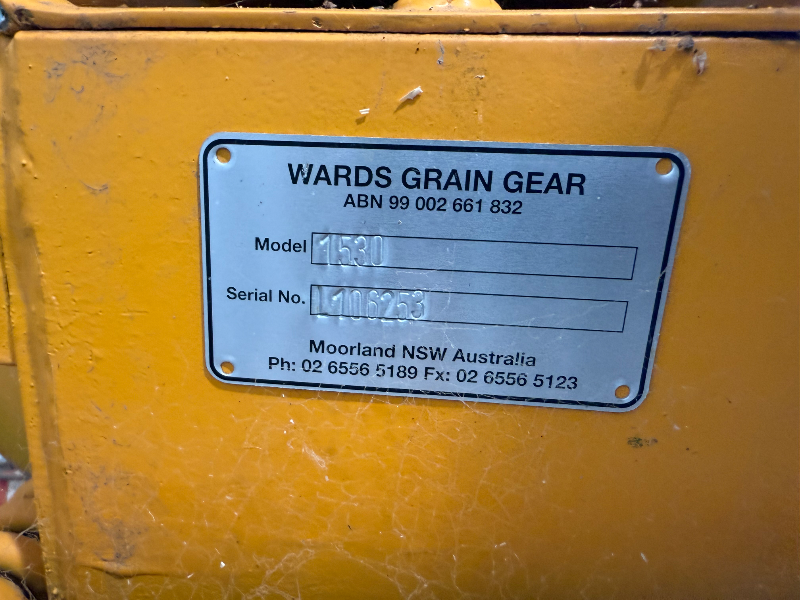 WARDS GRAIN GEAR
ABN 99 002 661 832
Model 1530
Serial No. L106253
Moorland NSW Australia
Ph: 02 6556 5189 Fx: 02 6556 5123